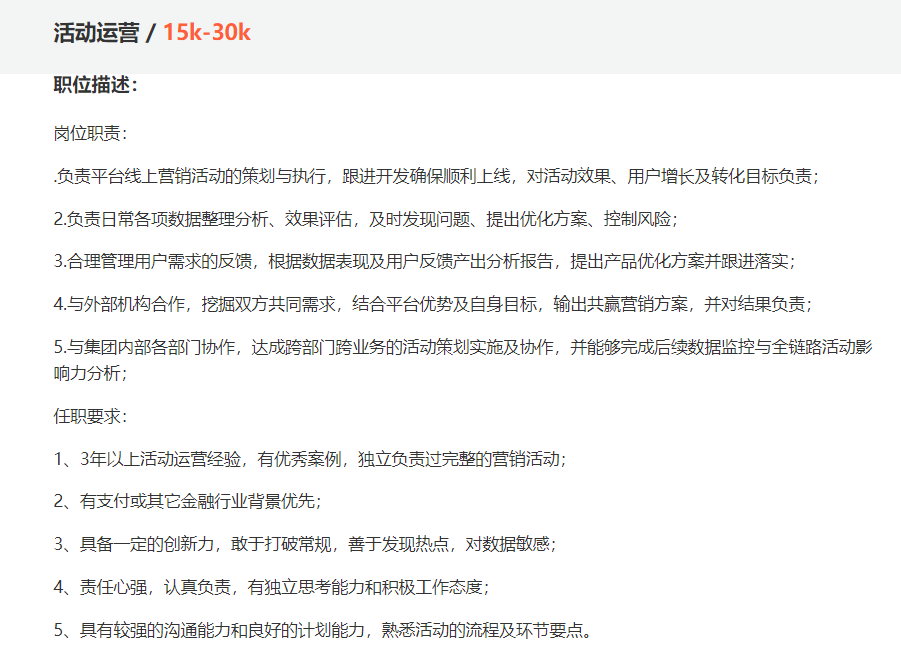 活动运营 / 15k-30k
职位描述：
岗位职责：
.负责平台线上营销活动的策划与执行，跟进开发确保顺利上线，对活动效果、用户增长及转化目标负责；
2.负责日常各项数据整理分析、效果评估，及时发现问题、提出优化方案、控制风险；
3.合理管理用户需求的反馈，根据数据表现及用户反馈产出分析报告，提出产品优化方案并跟进落实；
4.与外部机构合作，挖掘双方共同需求，结合平台优势及自身目标，输出共赢营销方案，并对结果负责；
5.与集团内部各部门协作，达成跨部门跨业务的活动策划实施及协作，并能够完成后续数据监控与全链路活动影
响力分析；
任职要求：
1、3年以上活动运营经验，有优秀案例，独立负责过完整的营销活动；
2、有支付或其它金融行业背景优先；
3、具备一定的创新力，敢于打破常规，善于发现热点，对数据敏感；
4、责任心强，认真负责，有独立思考能力和积极工作态度；
5、具有较强的沟通能力和良好的计划能力，熟悉活动的流程及环节要点。